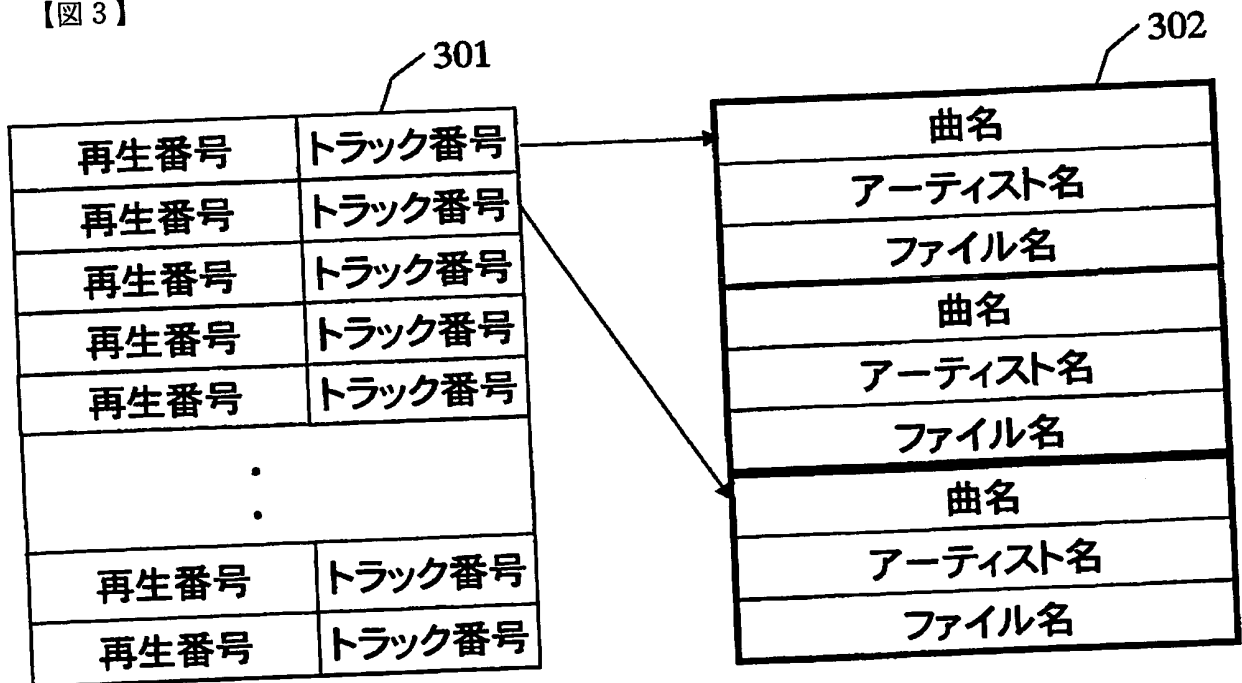 【図3】
301
302
再生番号 トラック番号
再生番号 トラック番号
再生番号 トラック番号
再生番号 トラック番号
再生番号 トラック番号
・
・
再生番号 トラック番号
再生番号 トラック番号
曲名
アーティスト名
ファイル名
曲名
アーティスト名
ファイル名
曲名
アーティスト名
ファイル名